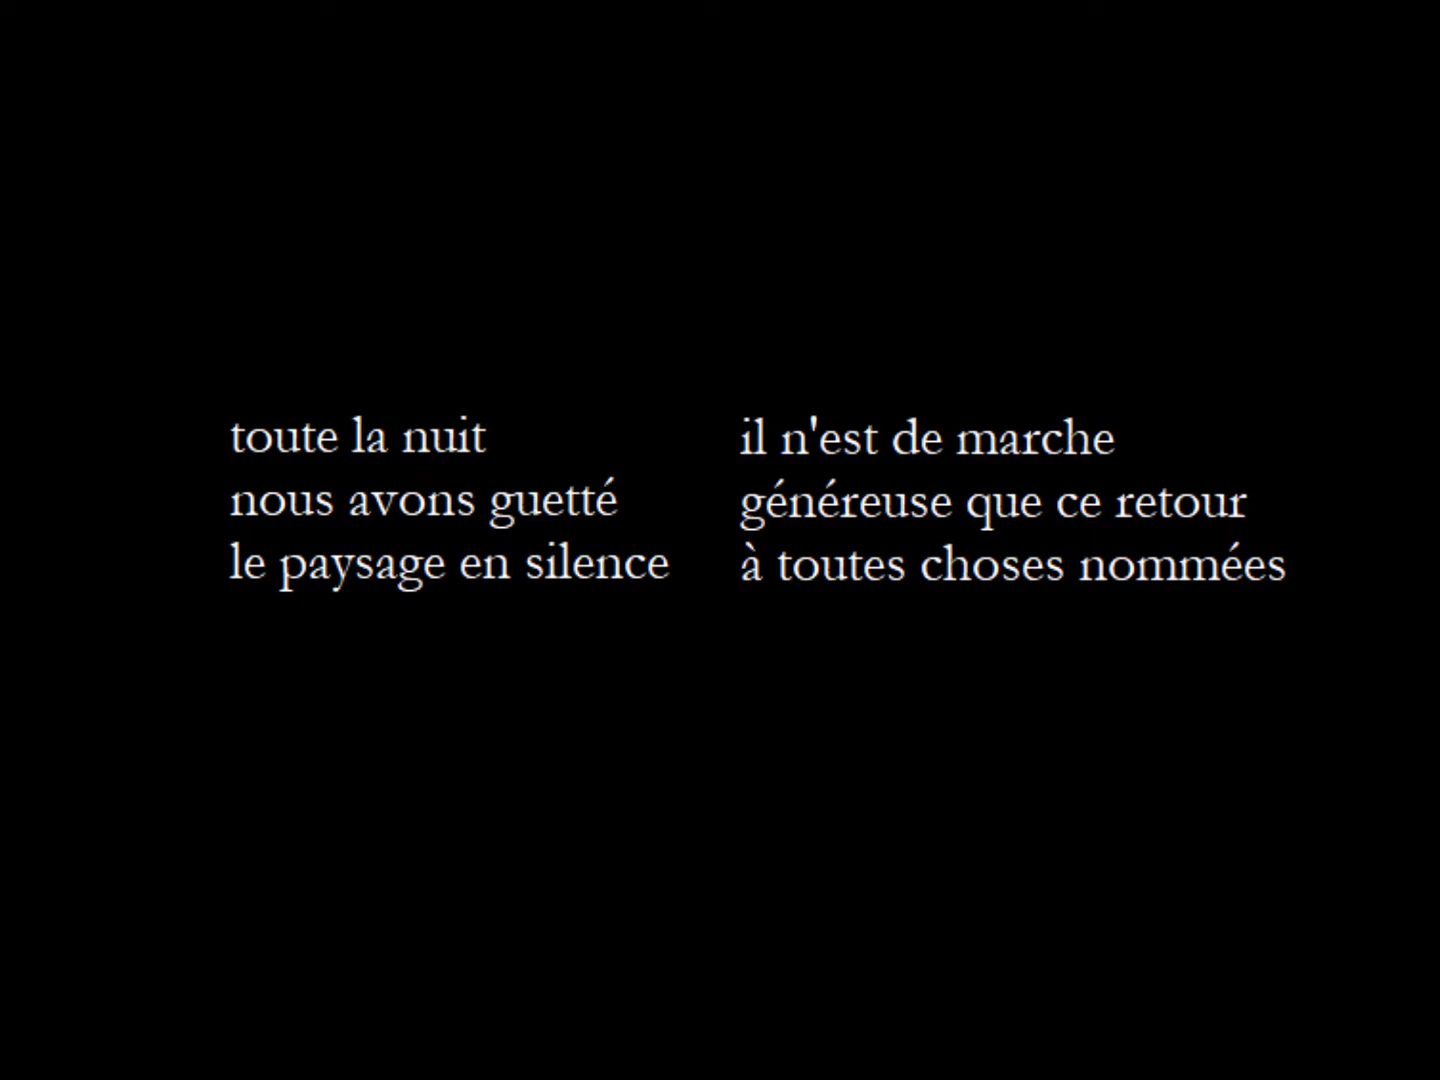 toute la nuit
nous avons guetté
le paysage en silence
il n'est de marche
généreuse que ce retour
à toutes choses nommées